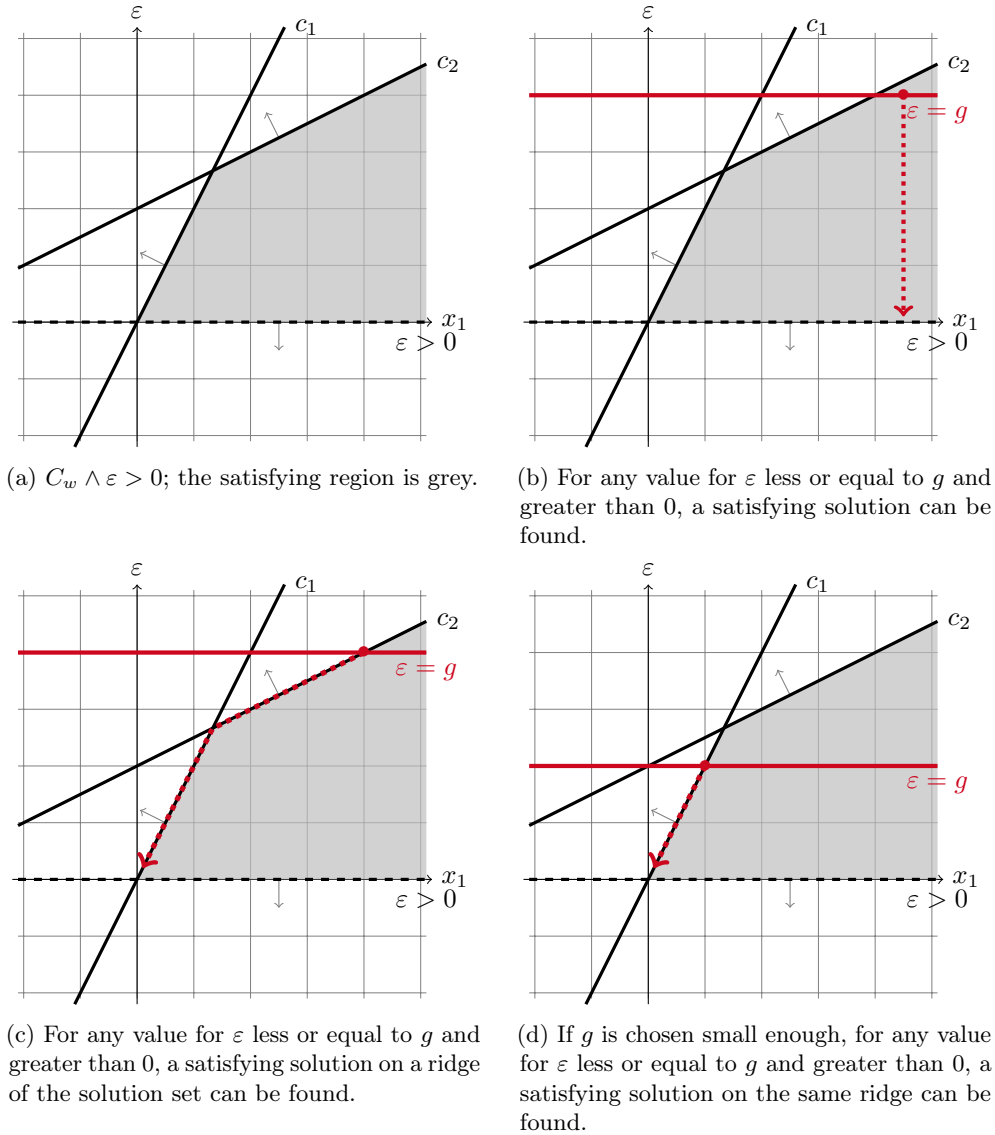 ε
c₁
c₂
x₁
ε > 0
(a) C_w ∧ ε > 0; the satisfying region is grey.
ε
c₁
c₂
ε = g
x₁
ε > 0
(b) For any value for ε less or equal to g and
greater than 0, a satisfying solution can be
found.
ε
c₁
c₂
ε = g
x₁
ε > 0
(c) For any value for ε less or equal to g and
greater than 0, a satisfying solution on a ridge
of the solution set can be found.
ε
c₁
c₂
ε = g
x₁
ε > 0
(d) If g is chosen small enough, for any value
for ε less or equal to g and greater than 0, a
satisfying solution on the same ridge can be
found.